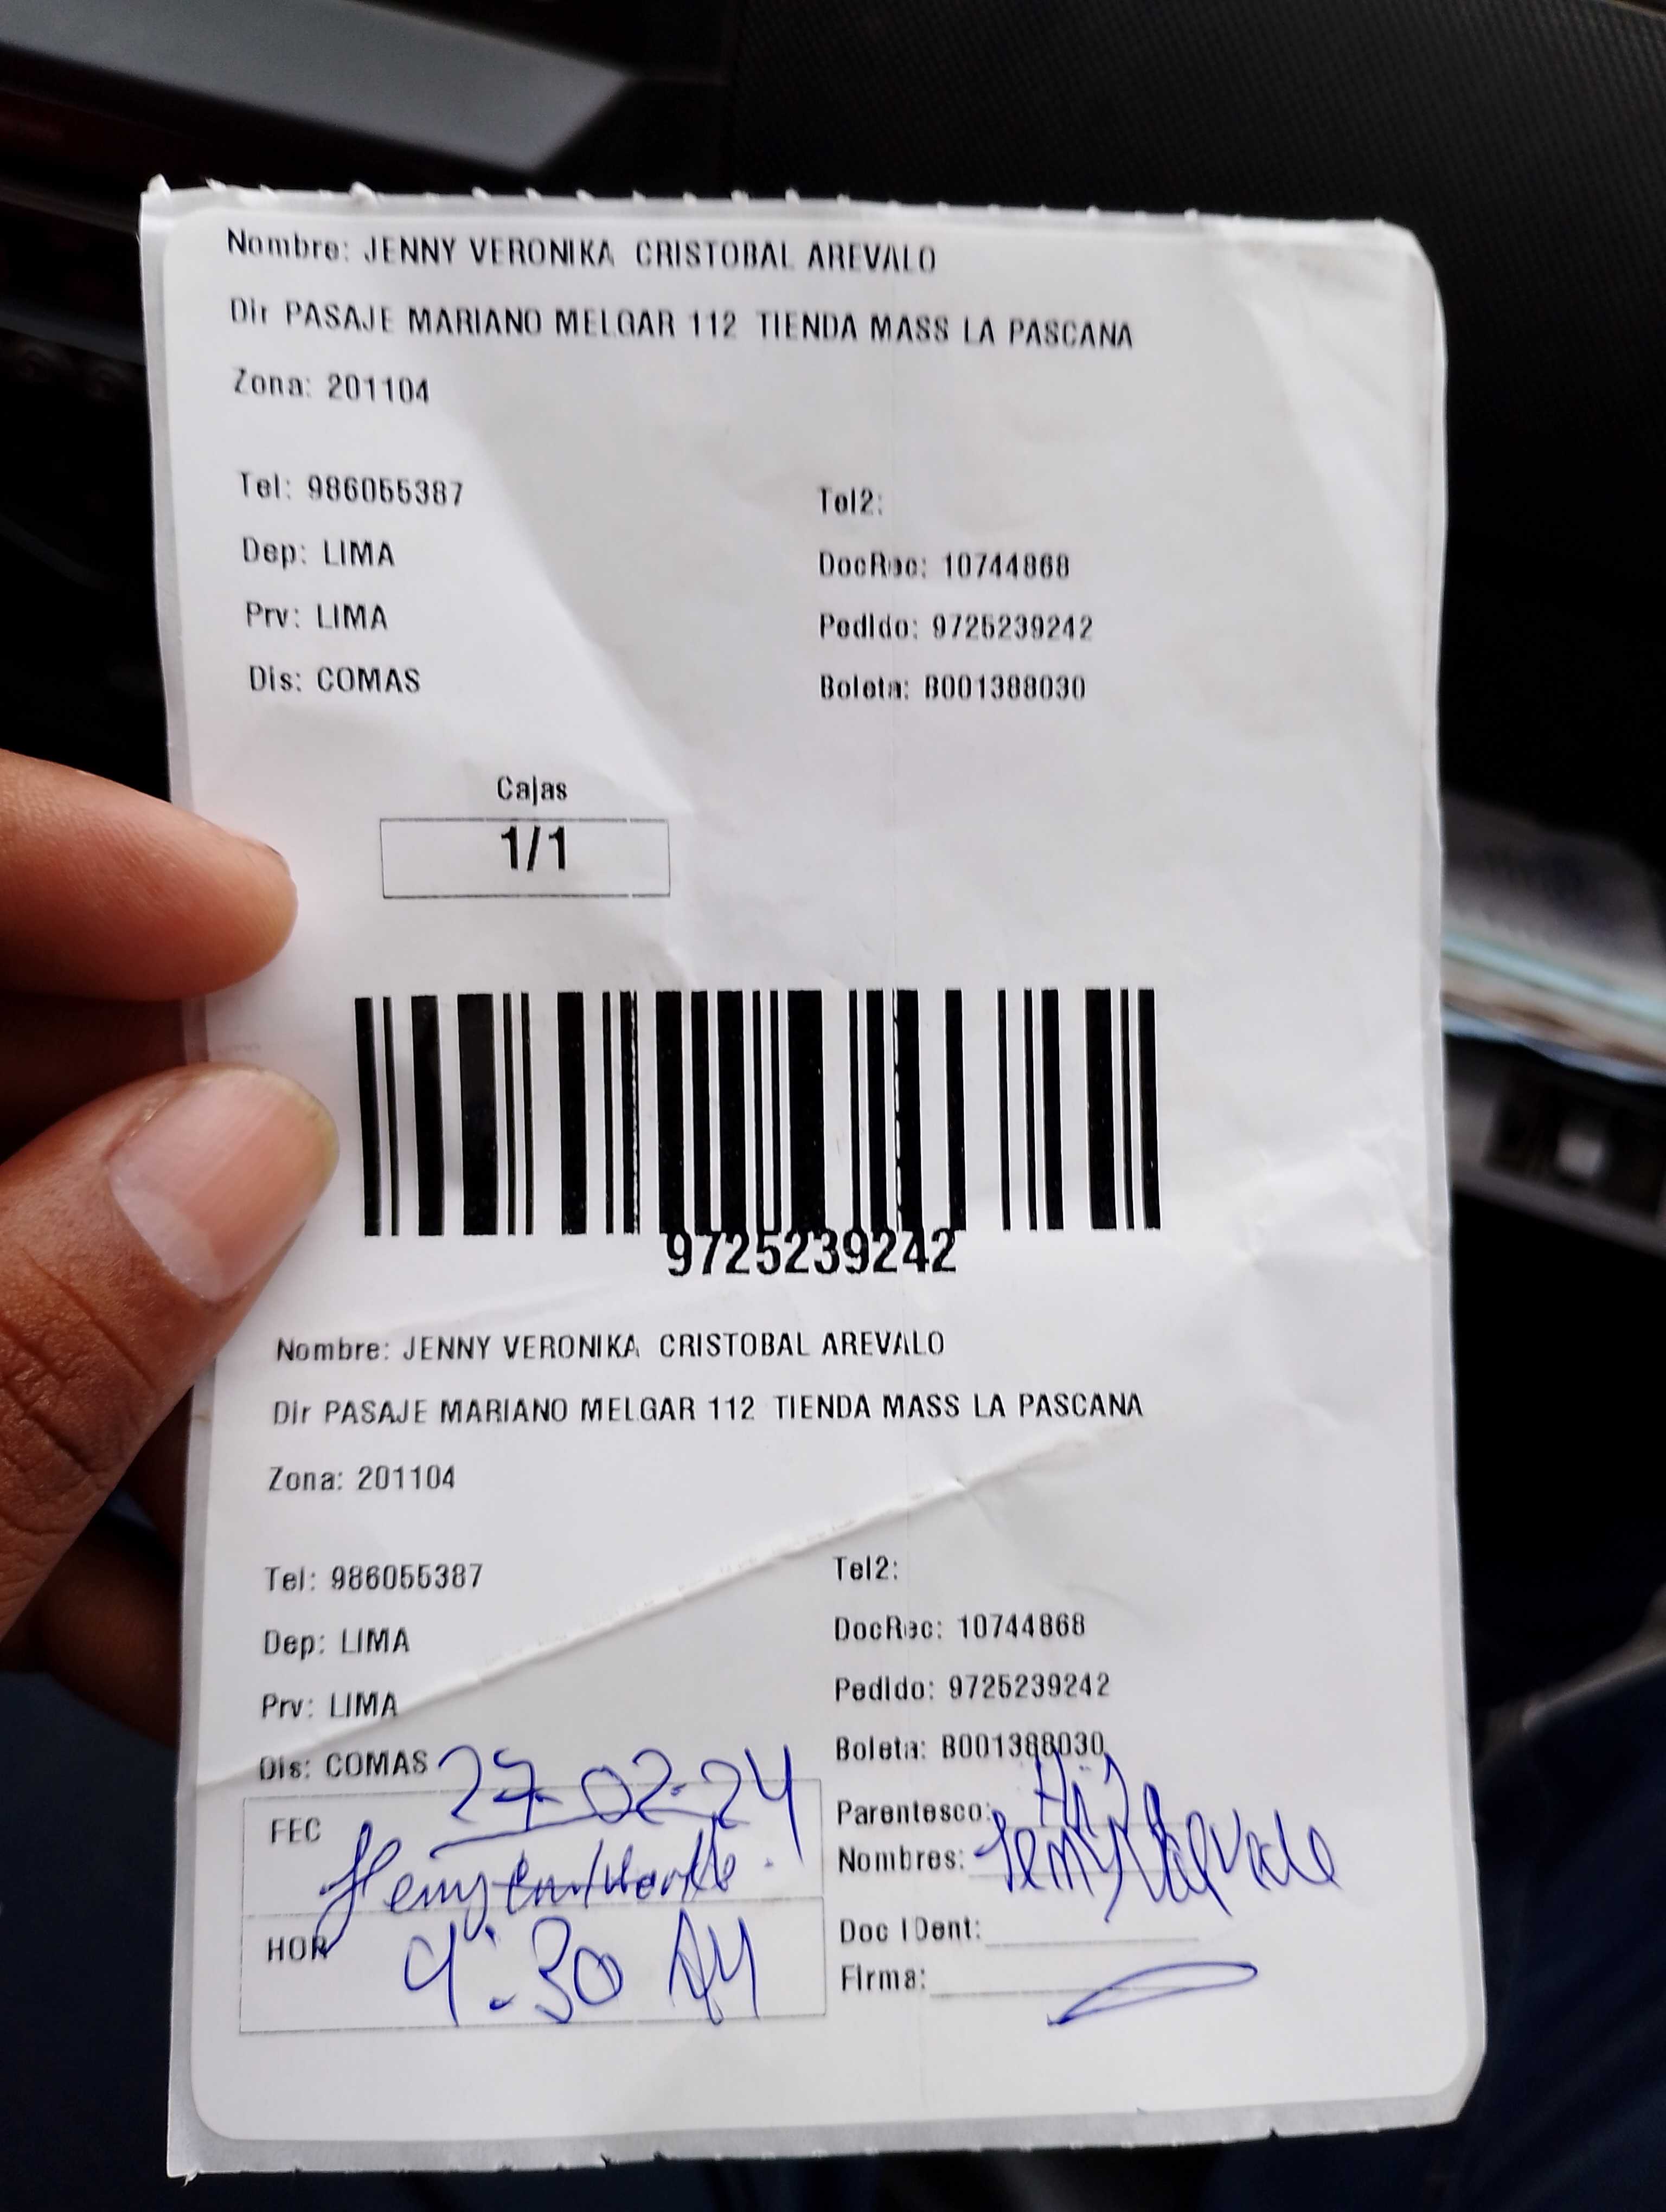 Nombre: JENNY VERONIKA CRISTOBAL AREVALO
Dir PASAJE MARIANO MELGAR 112 TIENDA MASS LA PASCANA
Zona: 201104
Tel: 986055387 Tel2:
Dep: LIMA DocRec: 10744868
Prv: LIMA Pedido: 9725239242
Dis: COMAS Boleta: B001388030
Cajas
1/1
9725239242
Nombre: JENNY VERONIKA CRISTOBAL AREVALO
Dir PASAJE MARIANO MELGAR 112 TIENDA MASS LA PASCANA
Zona: 201104
Tel: 986055387 Tel2:
Dep: LIMA DocRec: 10744868
Prv: LIMA Pedido: 9725239242
Dis: COMAS Boleta: B001388030
FEC 27-02-24 Parentesco: Hijo
Nombres: Arevalo
HOR 9:30 AM Doc IDent:
Firma: